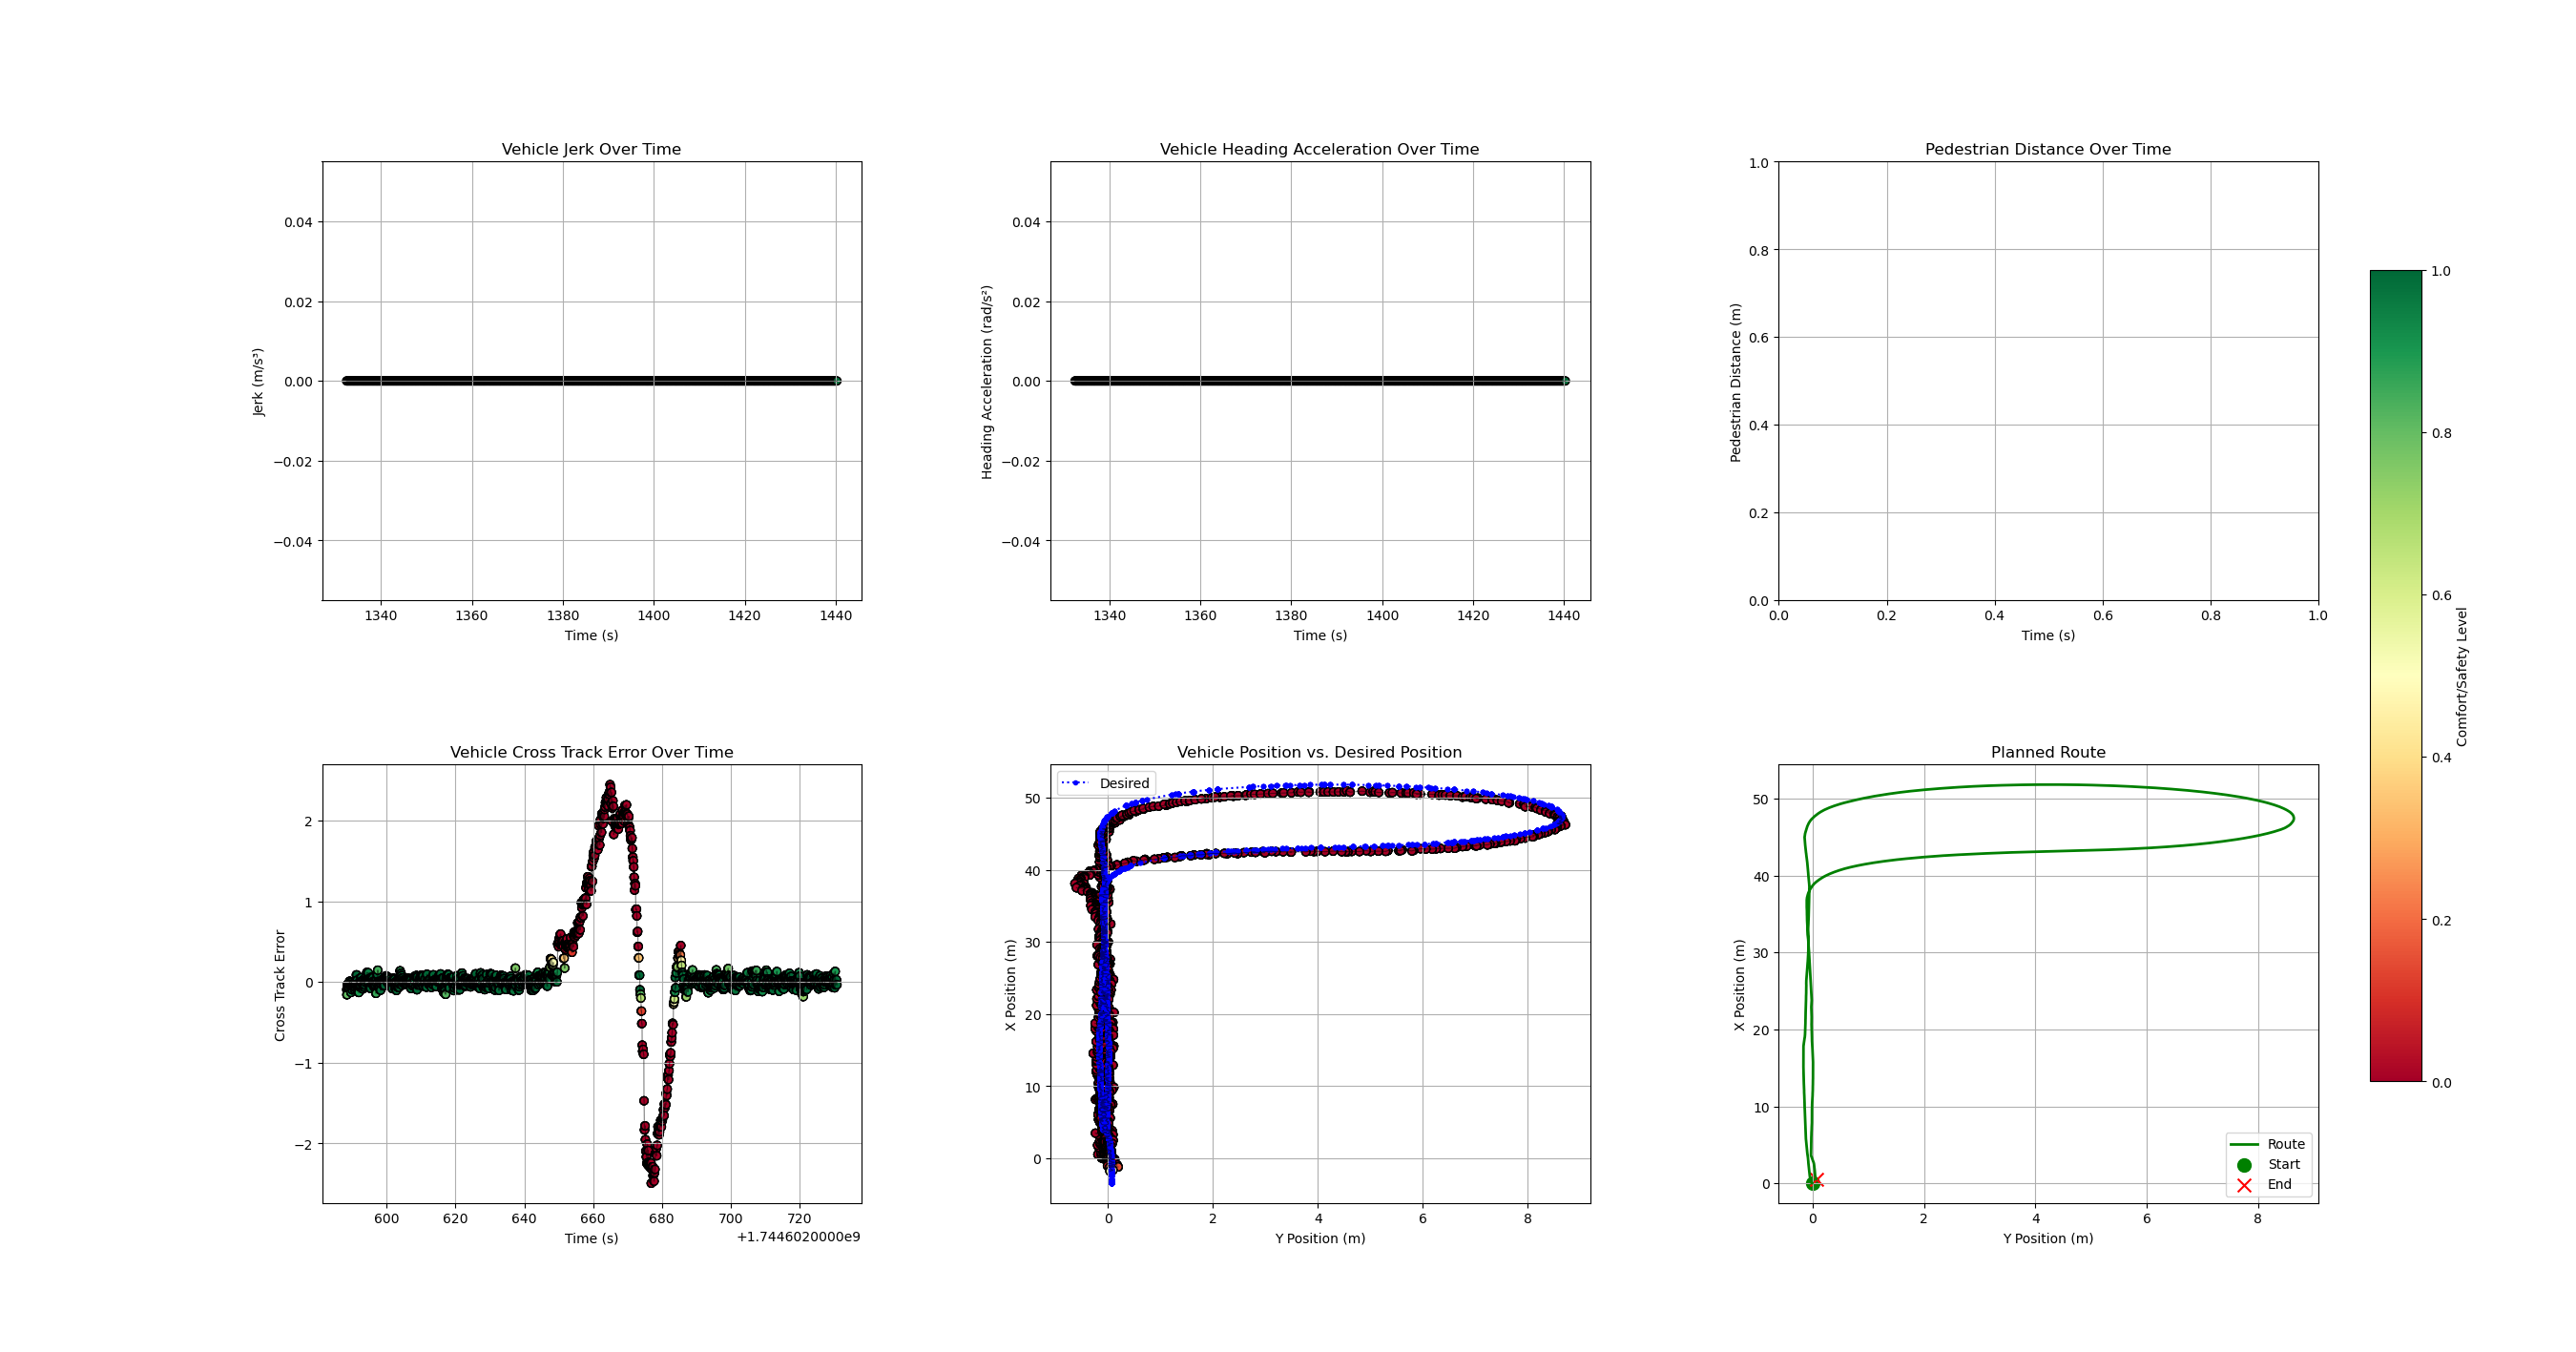 Vehicle Jerk Over Time
Jerk (m/s³)
0.04
0.02
0.00
−0.02
−0.04
1340 1360 1380 1400 1420 1440
Time (s)
Vehicle Heading Acceleration Over Time
Heading Acceleration (rad/s²)
0.04
0.02
0.00
−0.02
−0.04
1340 1360 1380 1400 1420 1440
Time (s)
Pedestrian Distance Over Time
Pedestrian Distance (m)
1.0
0.8
0.6
0.4
0.2
0.0
0.0 0.2 0.4 0.6 0.8 1.0
Time (s)
Vehicle Cross Track Error Over Time
Cross Track Error
2
1
0
−1
−2
600 620 640 660 680 700 720
Time (s)
+1.7446020000e9
Vehicle Position vs. Desired Position
Desired
X Position (m)
50
40
30
20
10
0
0 2 4 6 8
Y Position (m)
Planned Route
X Position (m)
50
40
30
20
10
0
Route
Start
End
0 2 4 6 8
Y Position (m)
1.0
0.8
0.6
0.4
0.2
0.0
Comfort/Safety Level